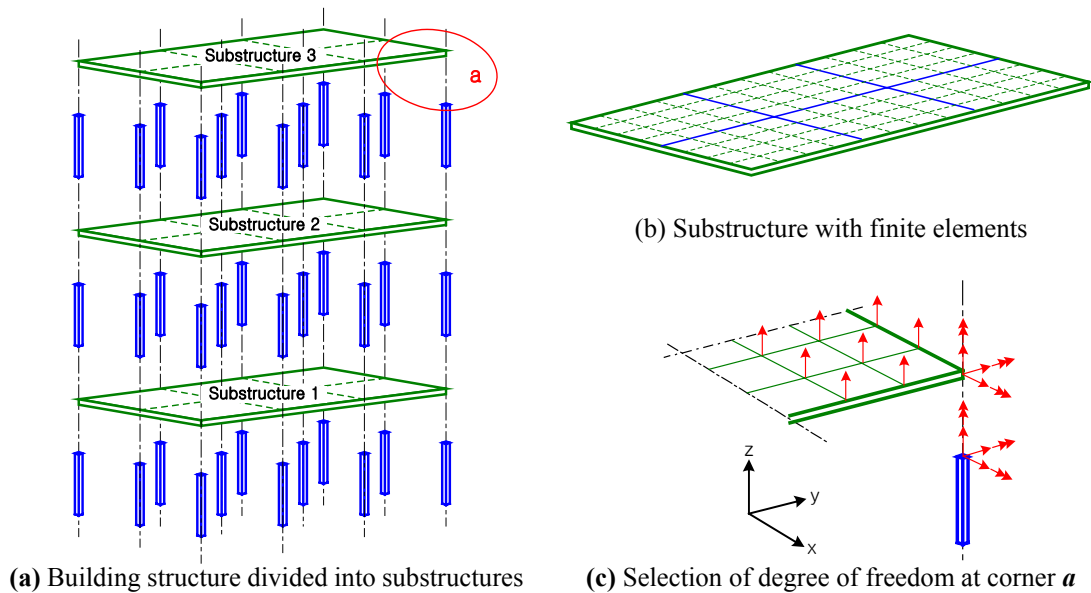 Substructure 3
a
Substructure 2
Substructure 1
(a) Building structure divided into substructures
(b) Substructure with finite elements
z
y
x
(c) Selection of degree of freedom at corner a